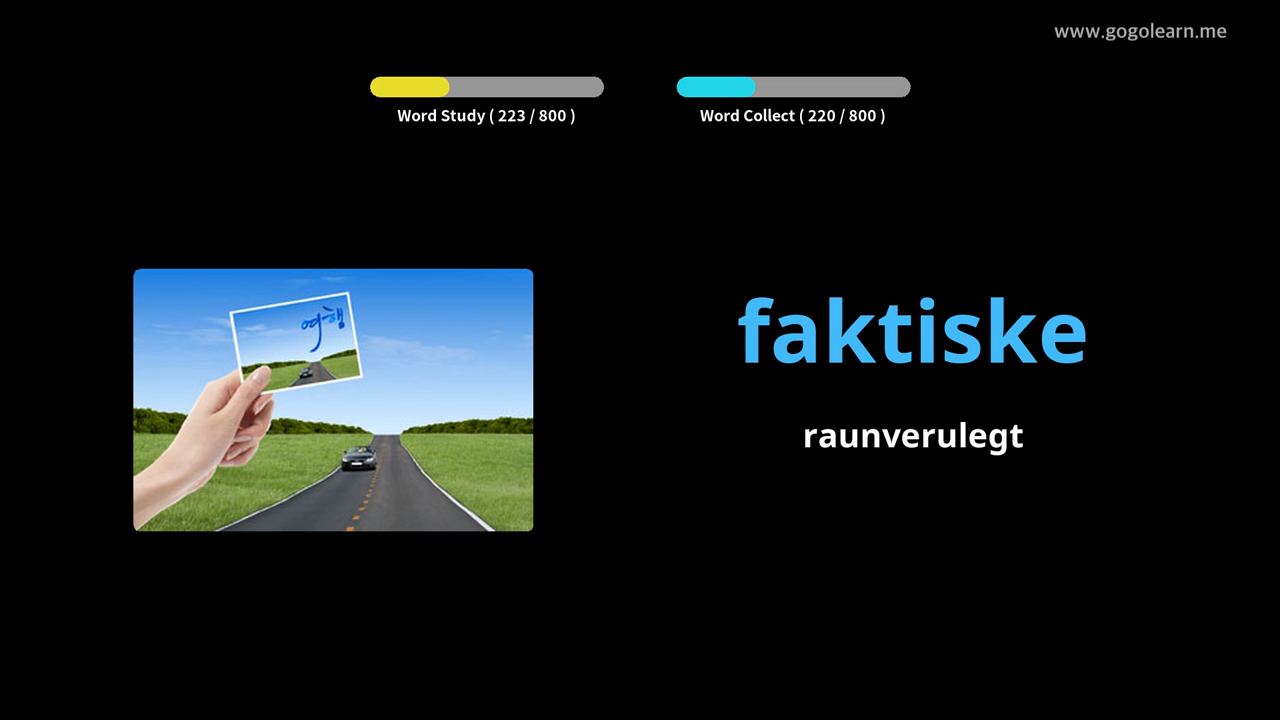 www.gogolearn.me
Word Study ( 223 / 800 )
Word Collect ( 220 / 800 )
여행
faktiske
raunverulegt